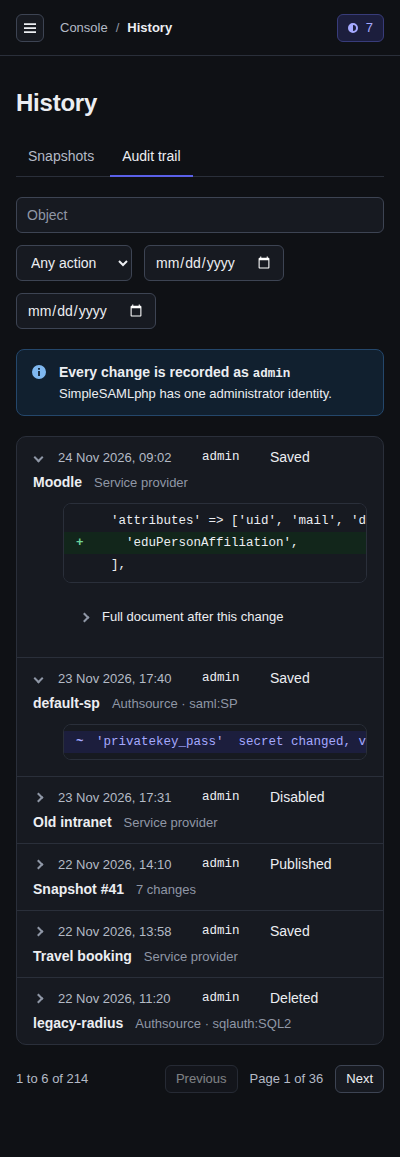 Console / History
7
History
Snapshots Audit trail
Object
Any action mm/dd/yyyy
mm/dd/yyyy
Every change is recorded as admin
SimpleSAMLphp has one administrator identity.
24 Nov 2026, 09:02 admin Saved
Moodle Service provider
'attributes' => ['uid', 'mail', 'd
+ 'eduPersonAffiliation',
],
Full document after this change
23 Nov 2026, 17:40 admin Saved
default-sp Authsource · saml:SP
~ 'privatekey_pass' secret changed, v
23 Nov 2026, 17:31 admin Disabled
Old intranet Service provider
22 Nov 2026, 14:10 admin Published
Snapshot #41 7 changes
22 Nov 2026, 13:58 admin Saved
Travel booking Service provider
22 Nov 2026, 11:20 admin Deleted
legacy-radius Authsource · sqlauth:SQL2
1 to 6 of 214 Previous Page 1 of 36 Next